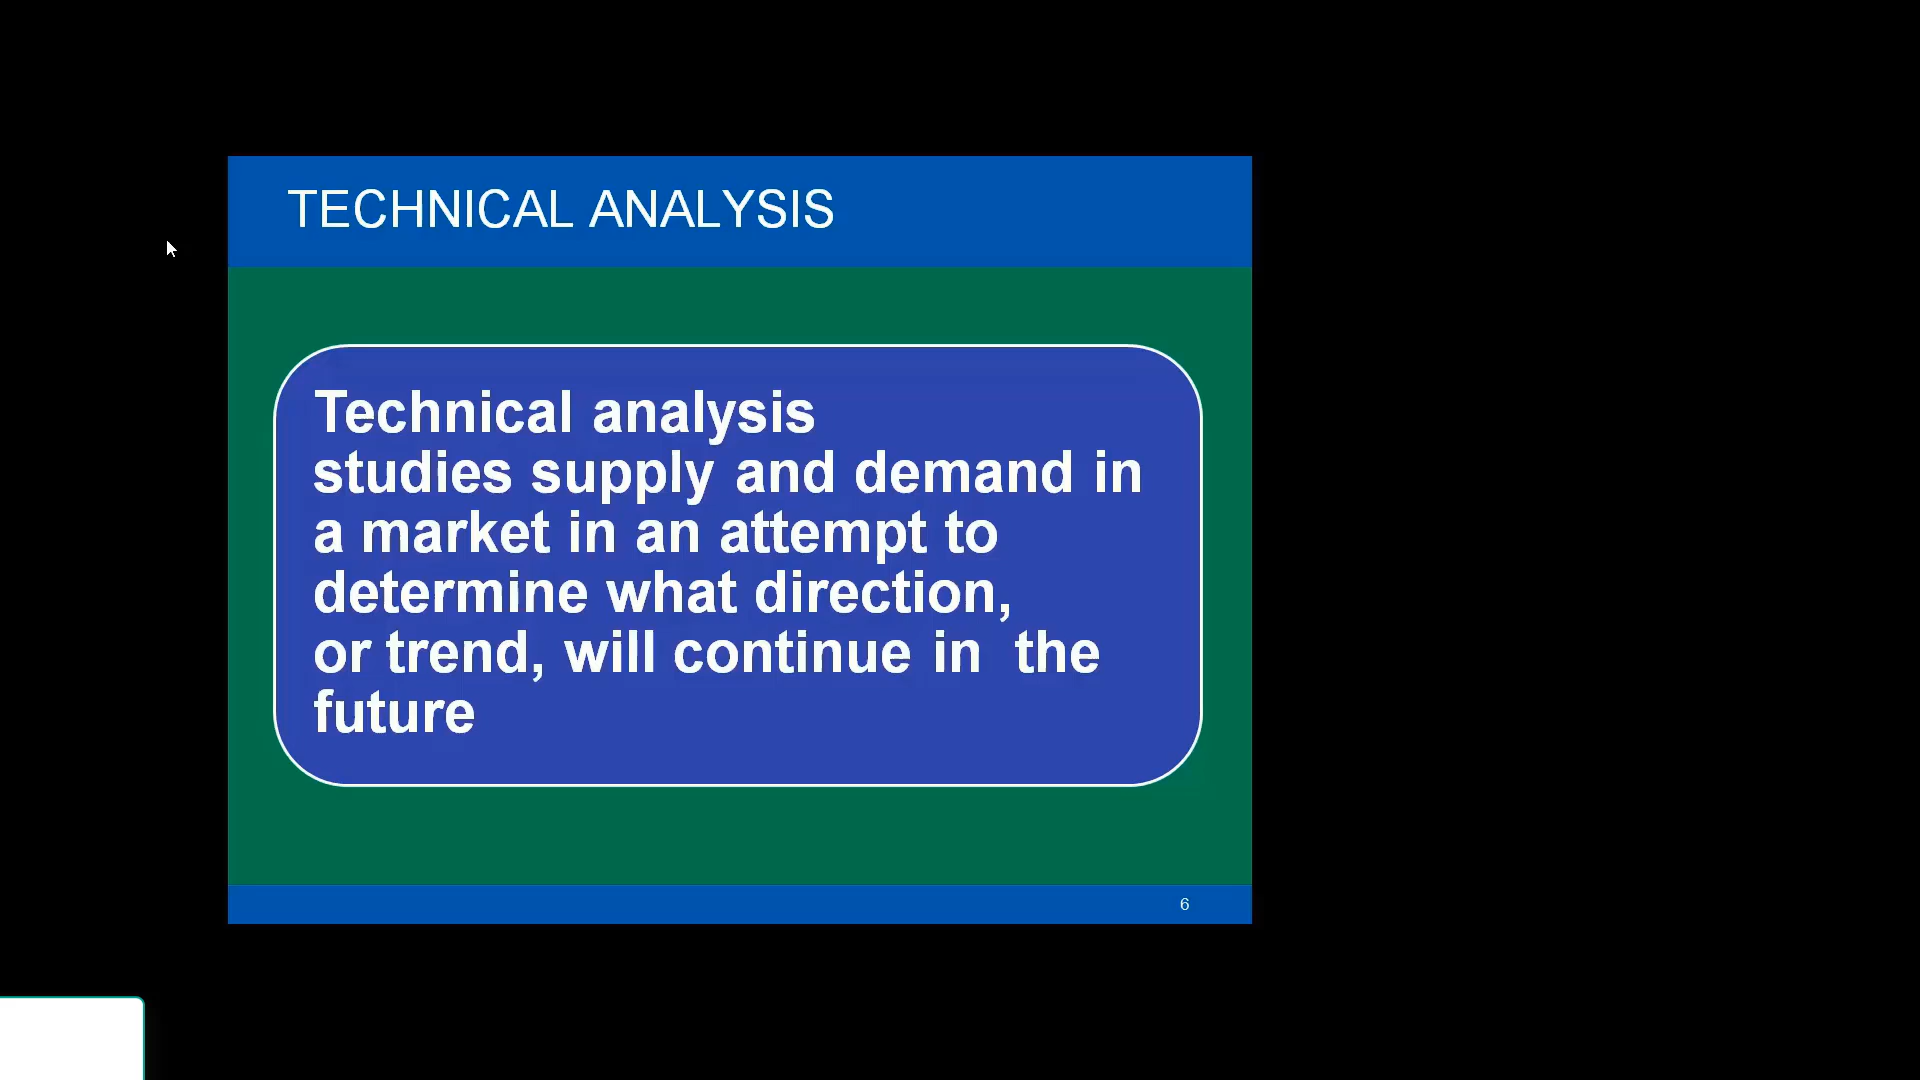 TECHNICAL ANALYSIS
Technical analysis
studies supply and demand in
a market in an attempt to
determine what direction,
or trend, will continue in  the
future
6